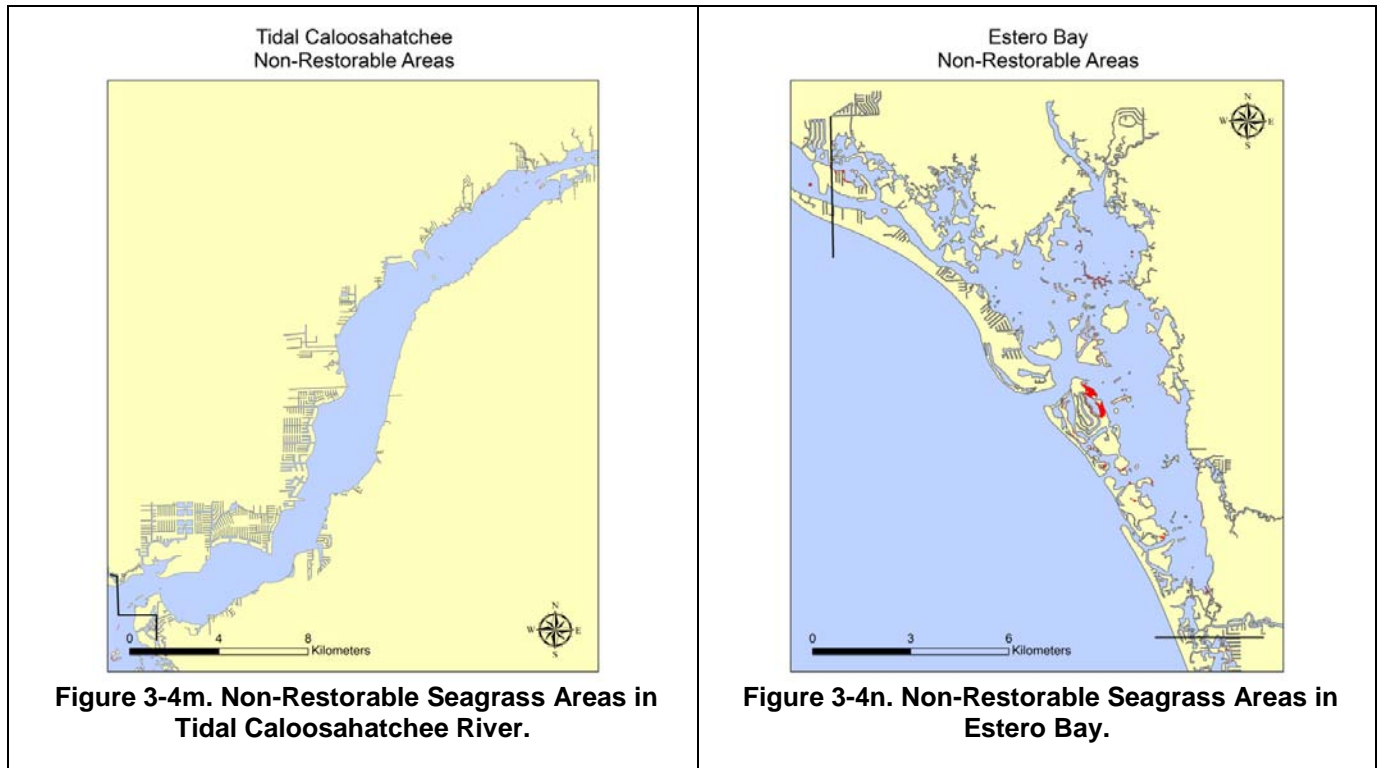 Tidal Caloosahatchee
Non-Restorable Areas
N
W
E
S
0
4
8
Kilometers
Figure 3-4m. Non-Restorable Seagrass Areas in
Tidal Caloosahatchee River.
Estero Bay
Non-Restorable Areas
N
W
E
S
0
3
6
Kilometers
Figure 3-4n. Non-Restorable Seagrass Areas in
Estero Bay.